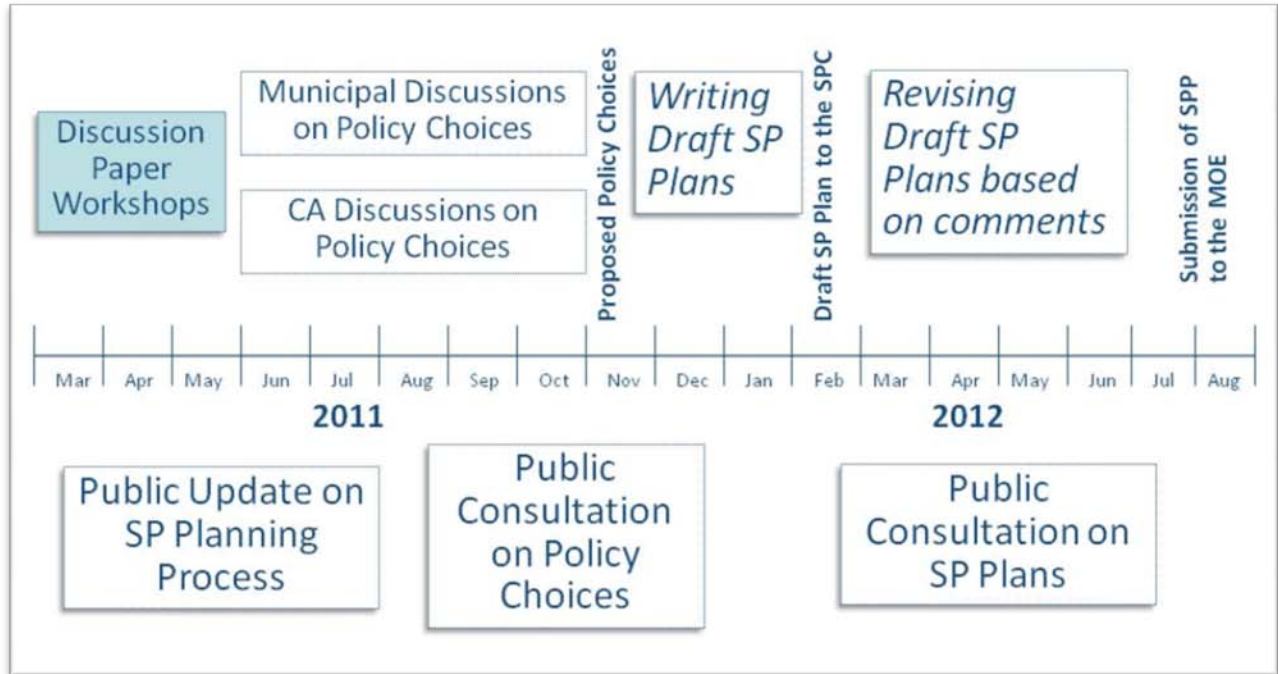 Discussion
Paper
Workshops
Municipal Discussions
on Policy Choices
CA Discussions on
Policy Choices
Proposed Policy Choices
Writing
Draft SP
Plans
Draft SP Plan to the SPC
Revising
Draft SP
Plans based
on comments
Submission of SPP
to the MOE
Mar Apr May Jun Jul Aug Sep Oct Nov Dec Jan Feb Mar Apr May Jun Jul Aug
2011 2012
Public Update on
SP Planning
Process
Public
Consultation
on Policy
Choices
Public
Consultation on
SP Plans